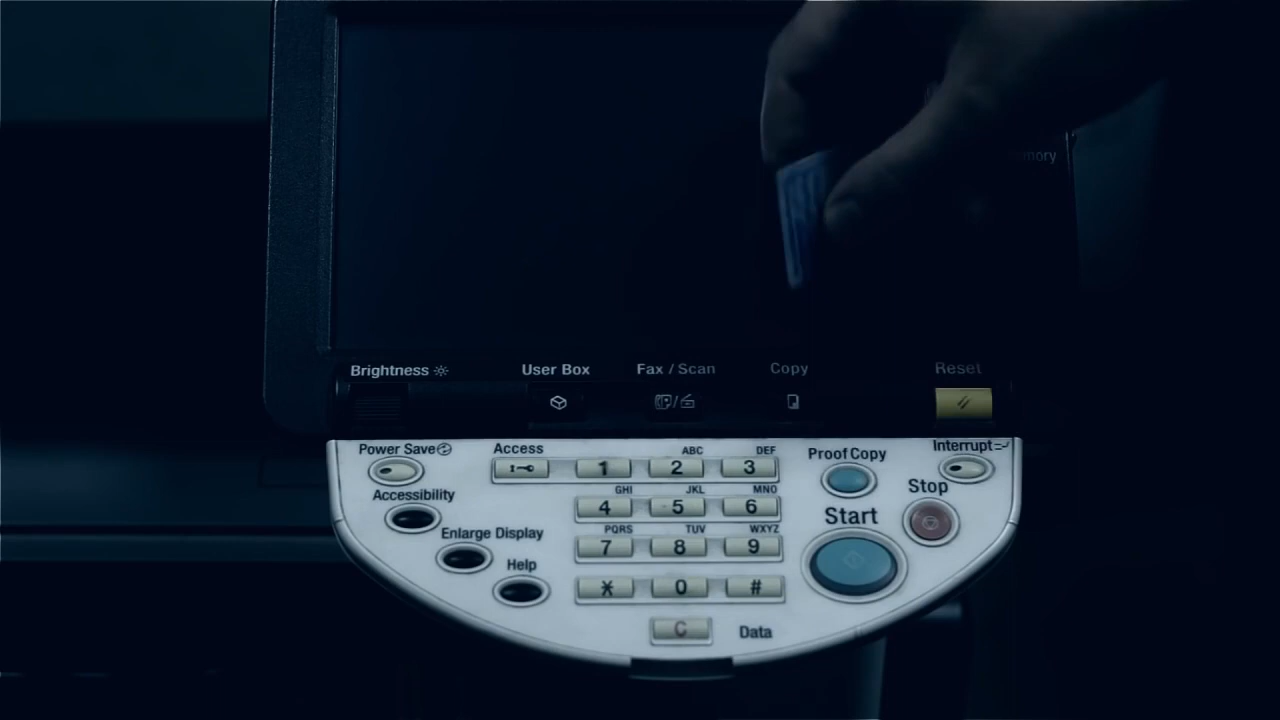 Brightness
User Box
Fax / Scan
Copy
Reset
Power Save
Access
ABC
DEF
Proof Copy
Interrupt
1
2
3
Accessibility
GHI
JKL
MNO
Stop
4
5
6
Start
Enlarge Display
PQRS
TUV
WXYZ
7
8
9
Help
*
0
#
C
Data